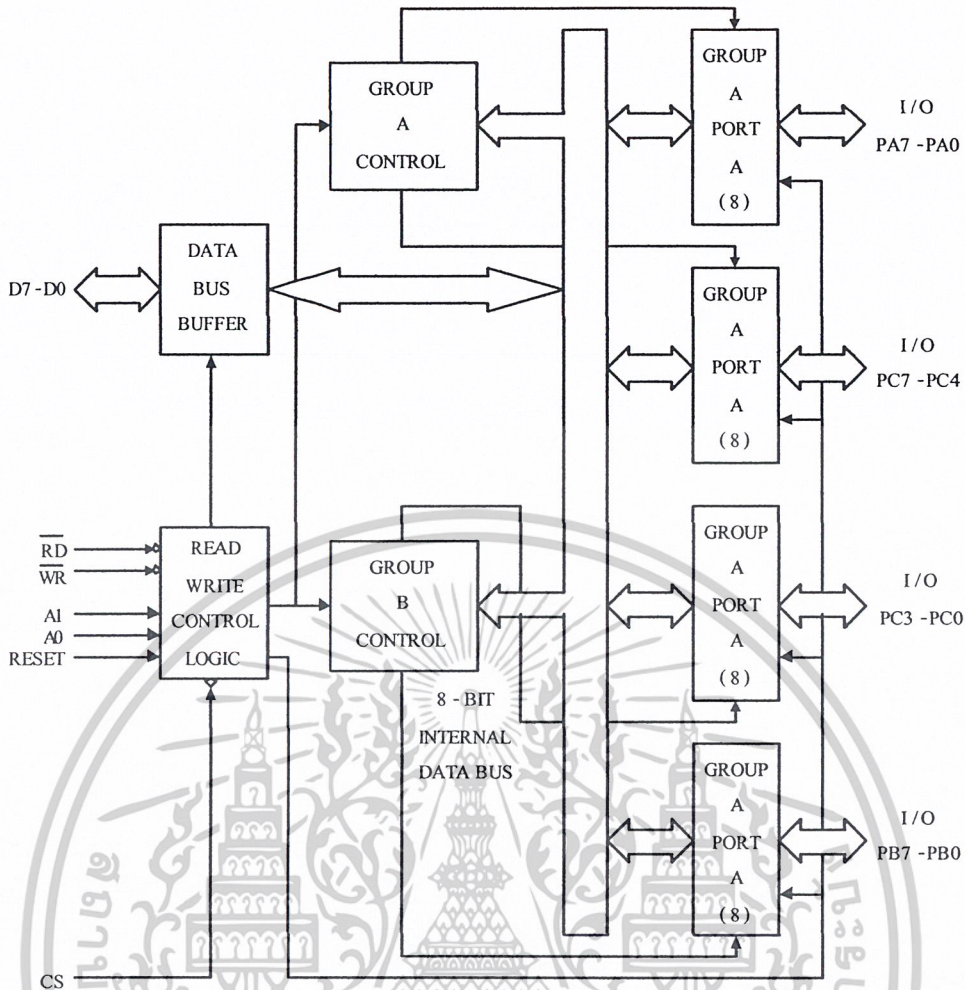 GROUP
A
CONTROL
GROUP
A
PORT
A
(8)
I/O
PA7 -PA0
D7 -D0
DATA
BUS
BUFFER
GROUP
A
PORT
A
(8)
I/O
PC7 -PC4
RD
WR
A1
A0
RESET
READ
WRITE
CONTROL
LOGIC
GROUP
B
CONTROL
GROUP
A
PORT
A
(8)
I/O
PC3 -PC0
8 - BIT
INTERNAL
DATA BUS
GROUP
A
PORT
A
(8)
I/O
PB7 -PB0
CS